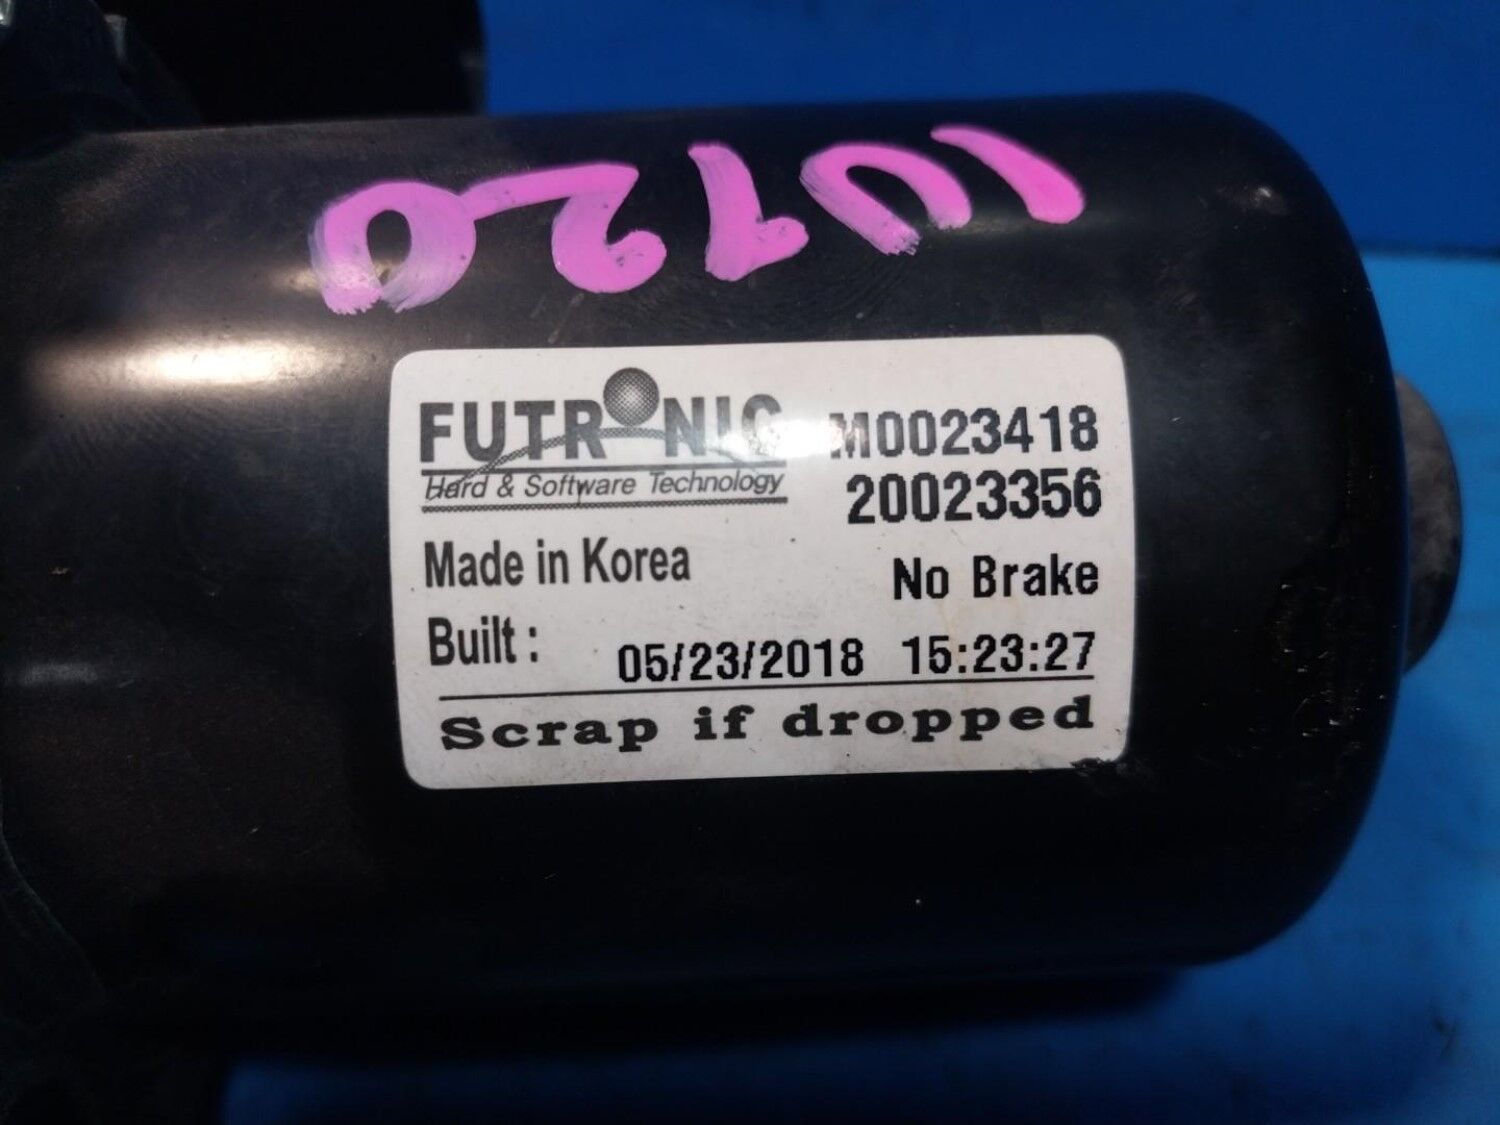 FUTRONIC
Hard & Software Technology
M0023418
20023356
Made in Korea
No Brake
Built : 05/23/2018 15:23:27
Scrap if dropped